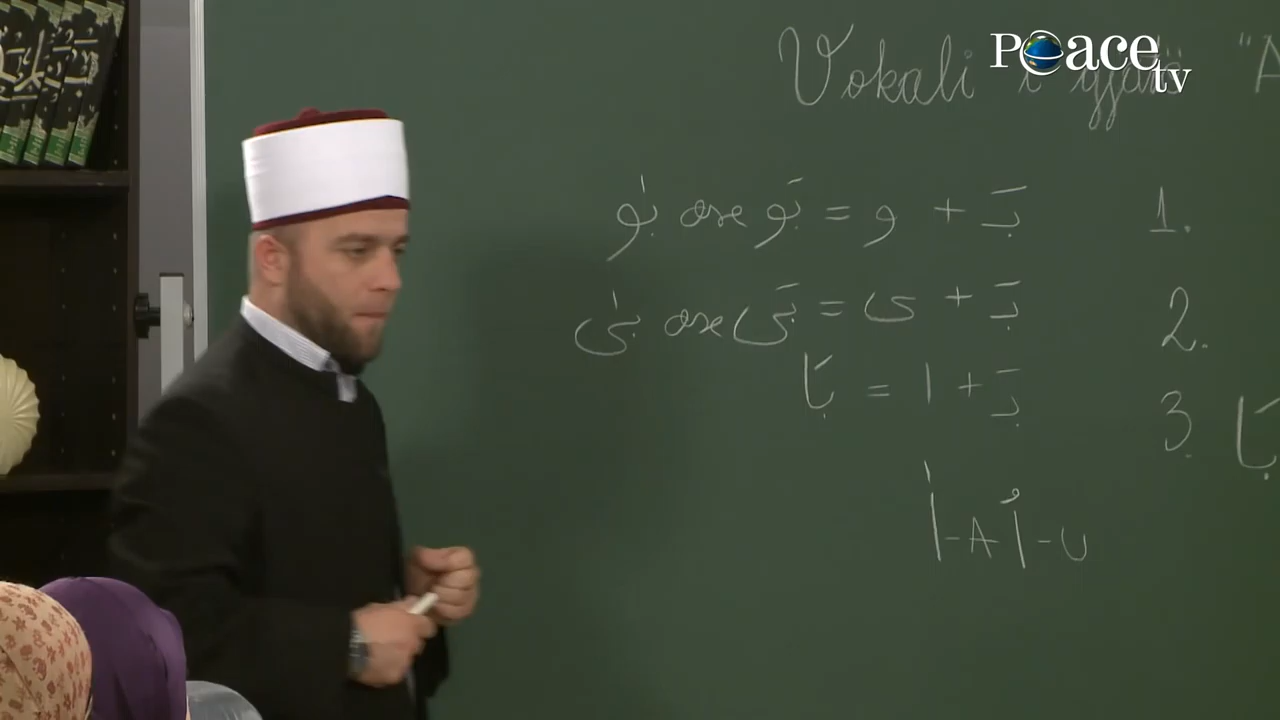 Peace tv
Vokali i gjatë "A
1. بَـ + و = بَو ose بٰو
2. بَـ + ى = بَى ose بٰى
3. بَـ + ا = بَا
بَا
اٰ - A اُ - U